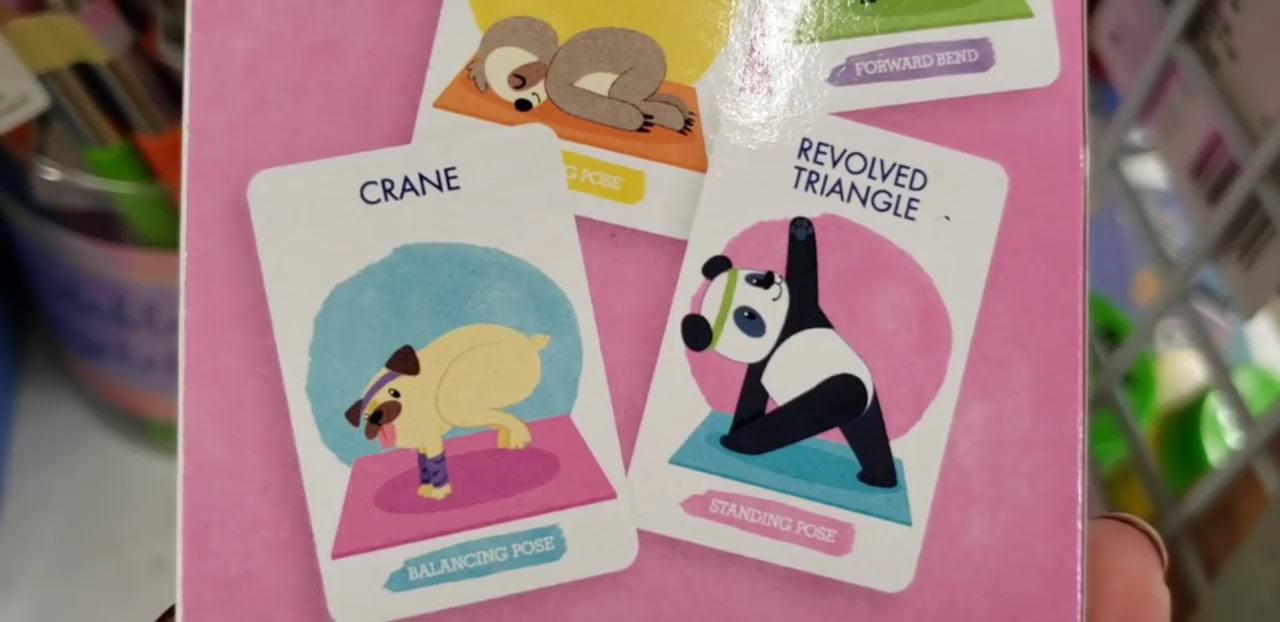 FORWARD BEND
G POSE
REVOLVED
TRIANGLE
CRANE
STANDING POSE
BALANCING POSE